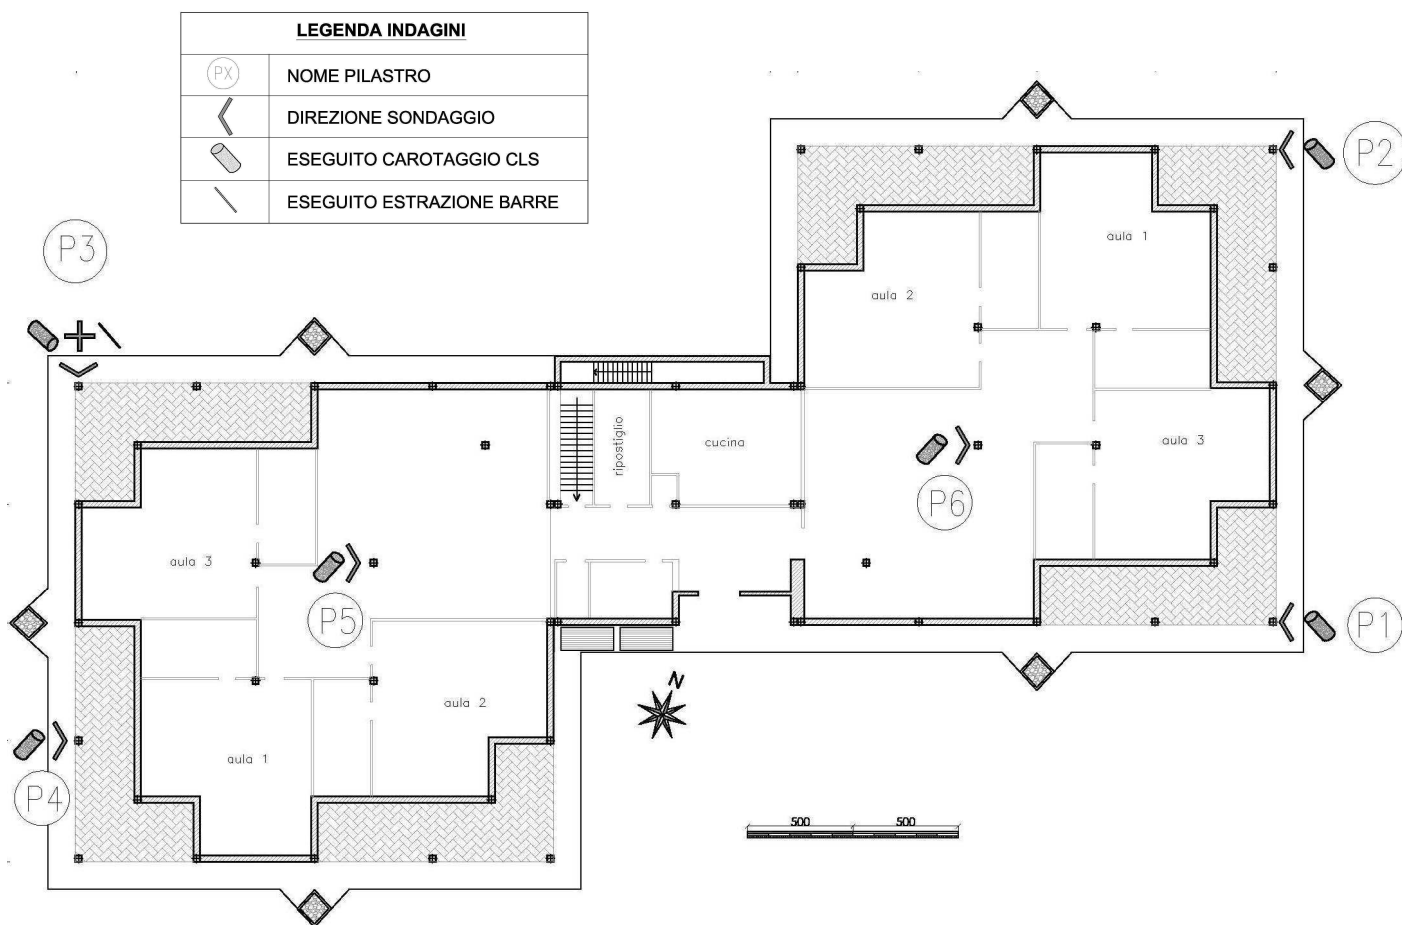 LEGENDA INDAGINI
PX NOME PILASTRO
DIREZIONE SONDAGGIO
ESEGUITO CAROTAGGIO CLS
ESEGUITO ESTRAZIONE BARRE
P2
P3
aula 1
aula 2
ripostiglio
cucina
aula 3
P6
aula 3
P5
P1
N
aula 2
aula 1
P4
500 500